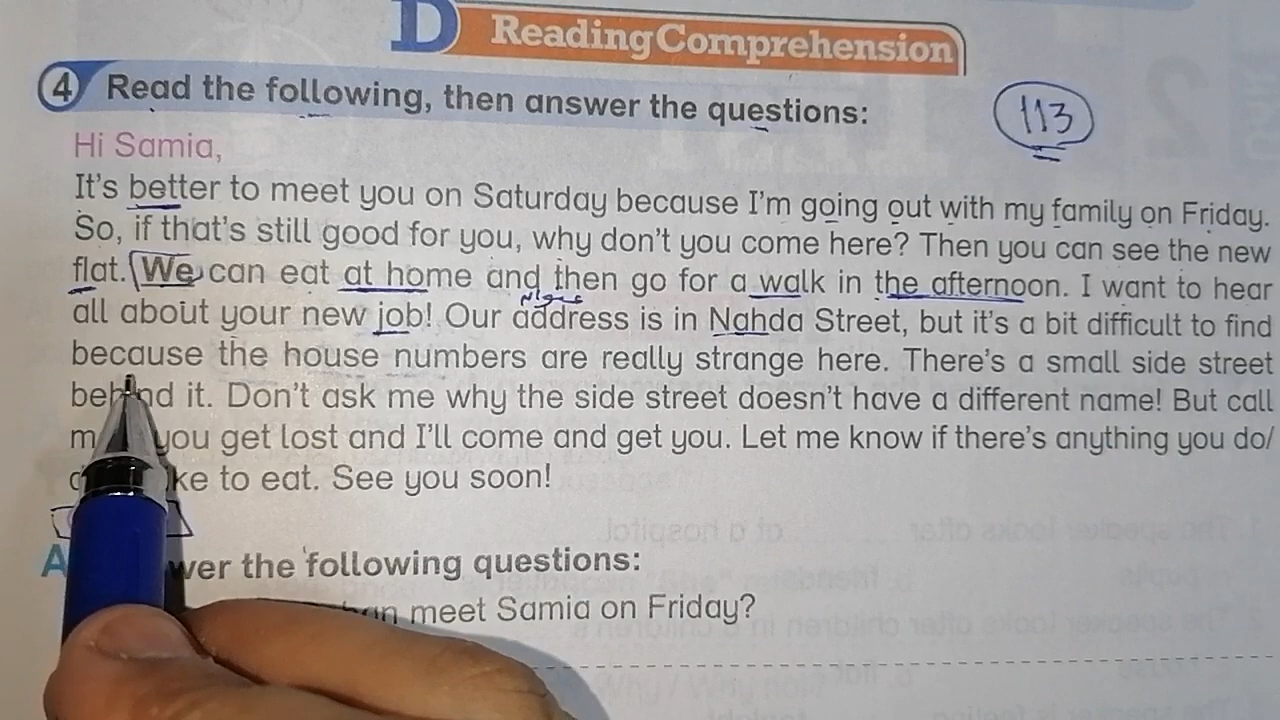 D Reading Comprehension
4 Read the following, then answer the questions:
113
Hi Samia,
It's better to meet you on Saturday because I'm going out with my family on Friday.
So, if that's still good for you, why don't you come here? Then you can see the new
flat. We can eat at home and then go for a walk in the afternoon. I want to hear
عنوان
all about your new job! Our address is in Nahda Street, but it's a bit difficult to find
because the house numbers are really strange here. There's a small side street
behind it. Don't ask me why the side street doesn't have a different name! But call
you get lost and I'll come and get you. Let me know if there's anything you do/
to eat. See you soon!
A the following questions:
meet Samia on Friday?